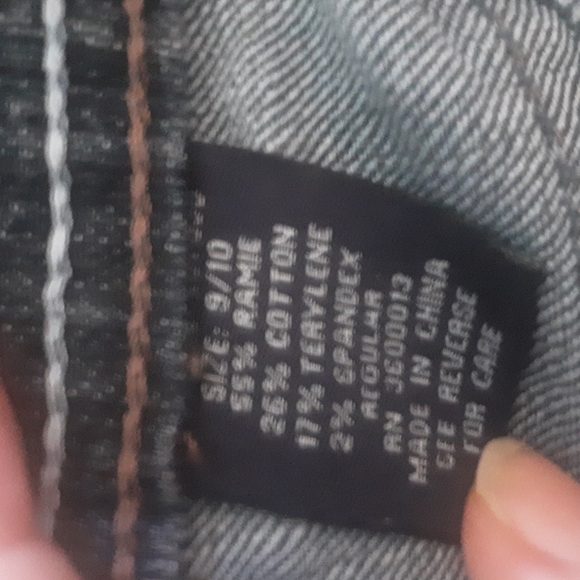 SIZE: 9/10
55% RAMIE
26% COTTON
17% TERYLENE
2% SPANDEX
REGULAR
RN 3600013
MADE IN CHINA
SEE REVERSE
FOR CARE